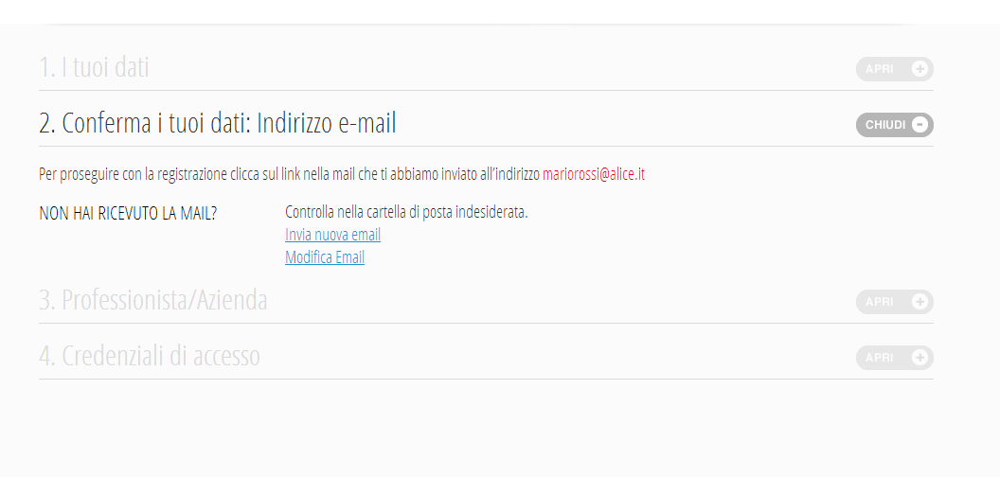 1. I tuoi dati APRI
2. Conferma i tuoi dati: Indirizzo e-mail CHIUDI
Per proseguire con la registrazione clicca sul link nella mail che ti abbiamo inviato all'indirizzo mariorossi@alice.it
NON HAI RICEVUTO LA MAIL? Controlla nella cartella di posta indesiderata.
Invia nuova email
Modifica Email
3. Professionista/Azienda APRI
4. Credenziali di accesso APRI